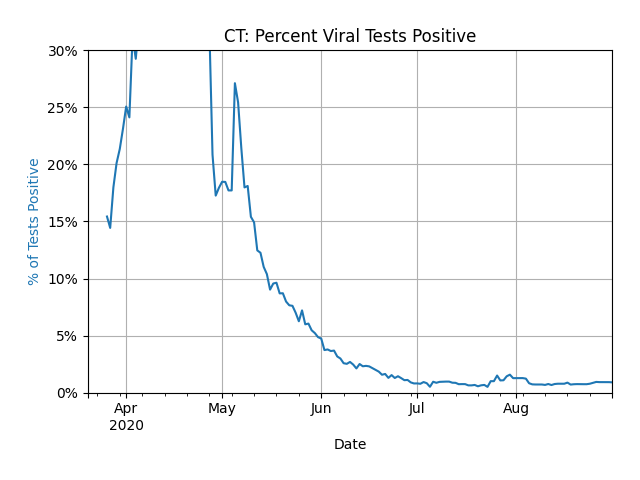 CT: Percent Viral Tests Positive
30%
25%
20%
15%
10%
5%
0%
% of Tests Positive
Apr
2020
May
Jun
Jul
Aug
Date